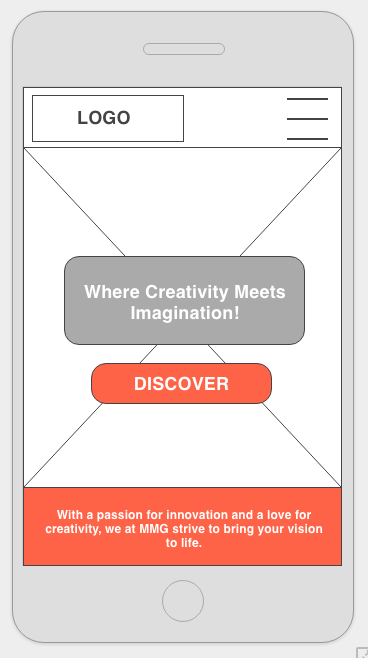 LOGO
Where Creativity Meets
Imagination!
DISCOVER
With a passion for innovation and a love for
creativity, we at MMG strive to bring your vision
to life.